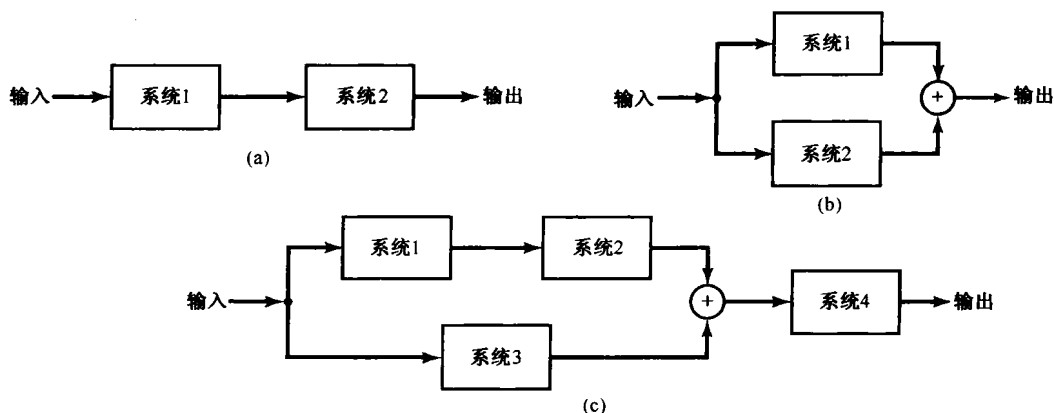 输入 系统1 系统2 输出
(a)
系统1
输入 + 输出
系统2
(b)
系统1 系统2
输入 + 系统4 输出
系统3
(c)